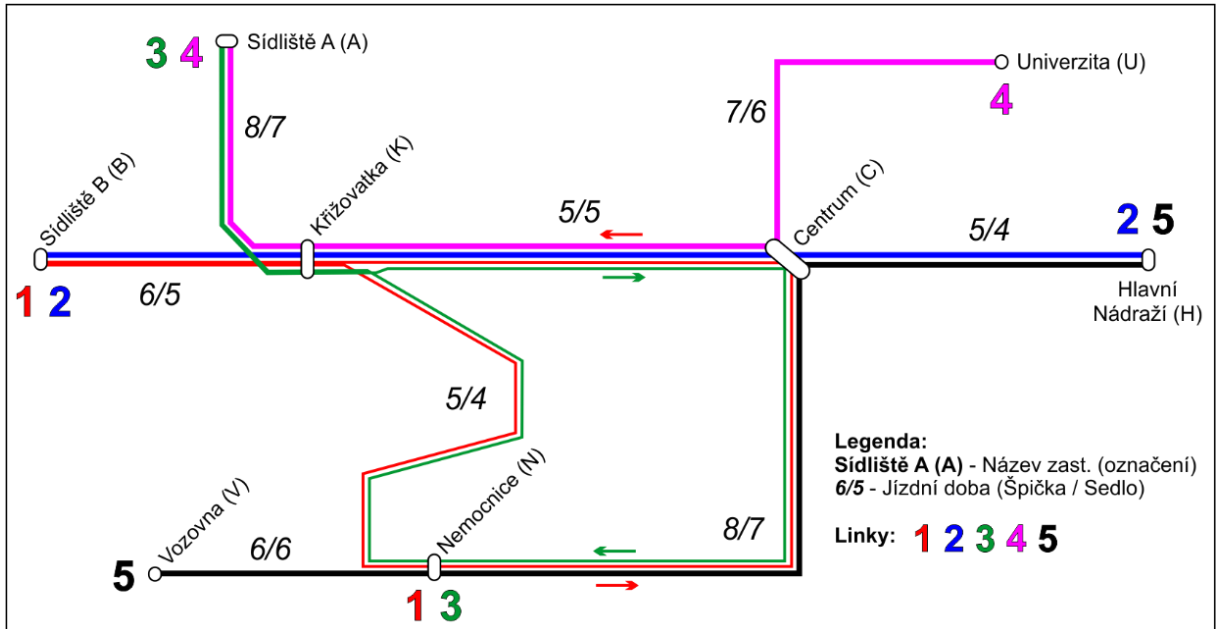 Sídliště A (A)
3 4
Univerzita (U)
4
8/7
7/6
Sídliště B (B)
Křižovatka (K)
5/5
Centrum (C)
5/4
2 5
1 2
6/5
Hlavní
Nádraží (H)
5/4
Vozovna (V)
5
6/6
Nemocnice (N)
1 3
8/7
Legenda:
Sídliště A (A) - Název zast. (označení)
6/5 - Jízdní doba (Špička / Sedlo)
Linky: 1 2 3 4 5